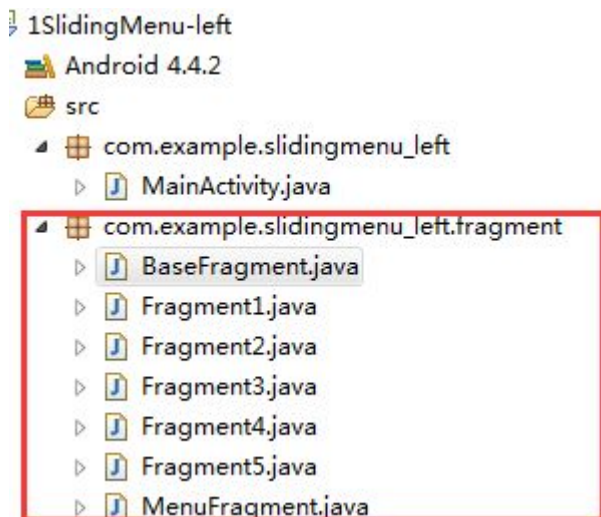 1SlidingMenu-left
Android 4.4.2
src
com.example.slidingmenu_left
MainActivity.java
com.example.slidingmenu_left.fragment
BaseFragment.java
Fragment1.java
Fragment2.java
Fragment3.java
Fragment4.java
Fragment5.java
MenuFragment.java